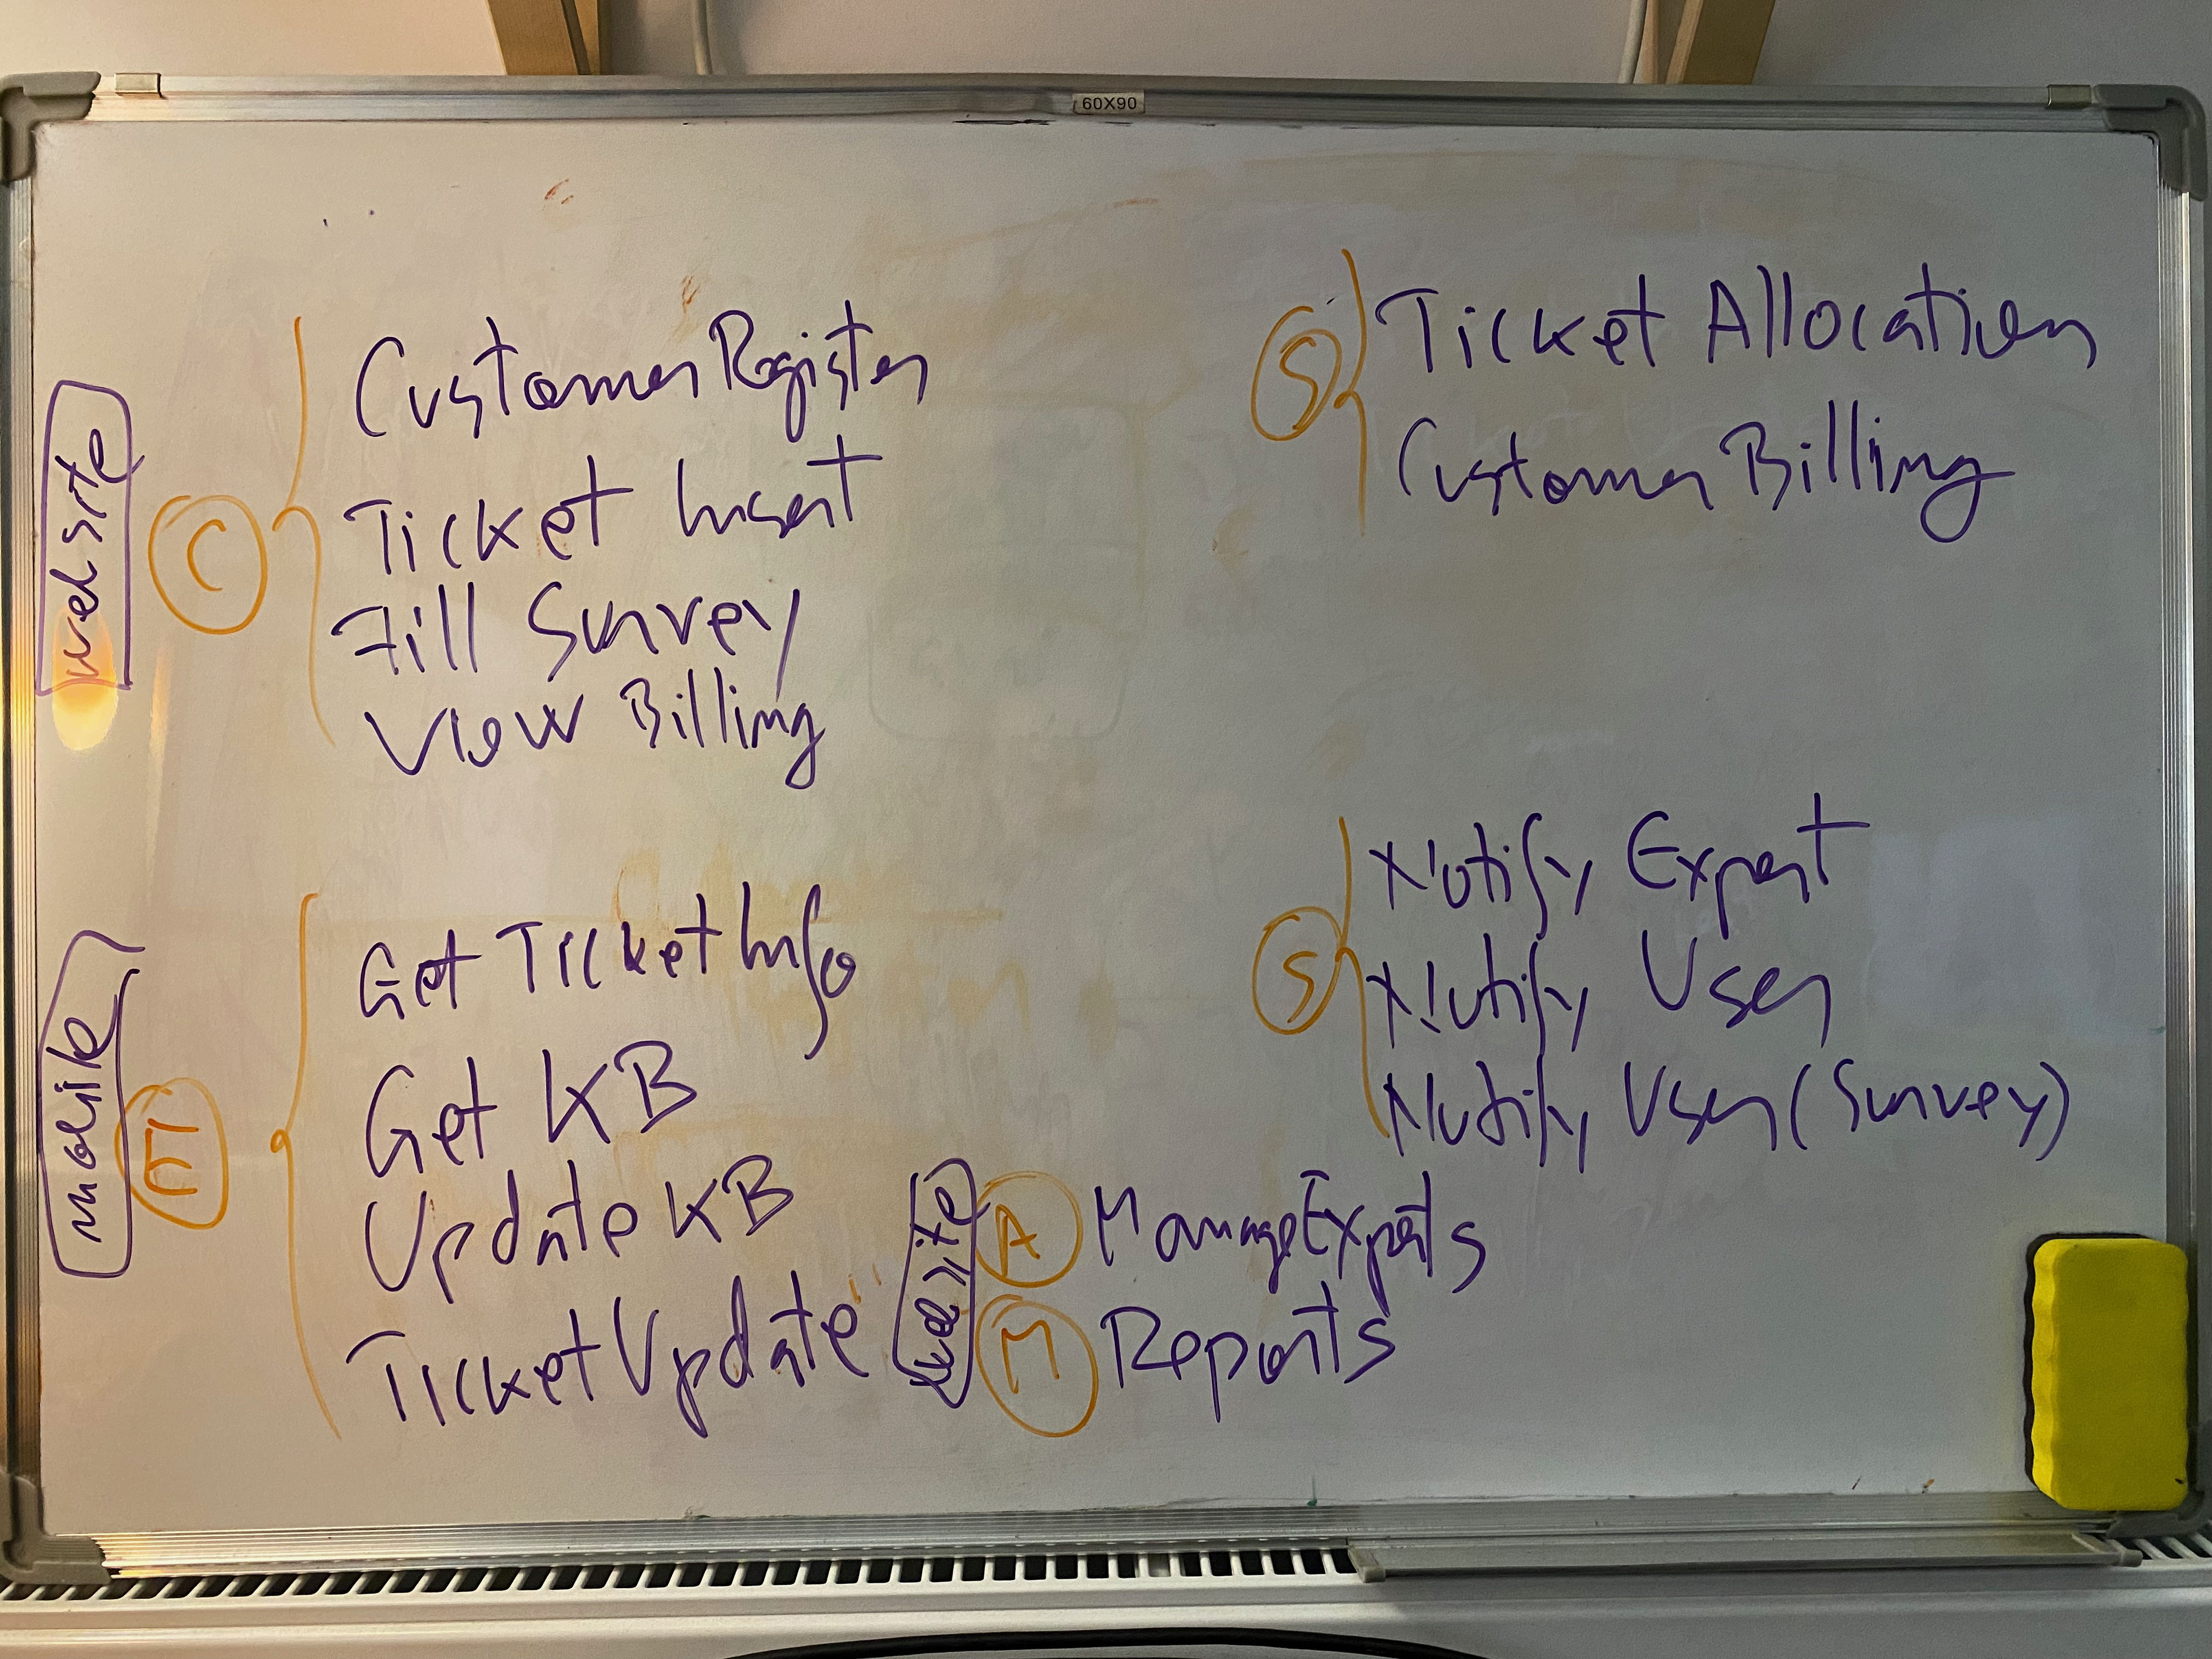 60X90
website
C
Customer Register
Ticket Insert
Fill Survey
View Billing
S
Ticket Allocation
Customer Billing
mobile
E
Get Ticket Info
Get KB
Update KB
Ticket Update
S
Notify Expert
Notify User
Notify User (Survey)
website
A
Manage Experts
M
Reports